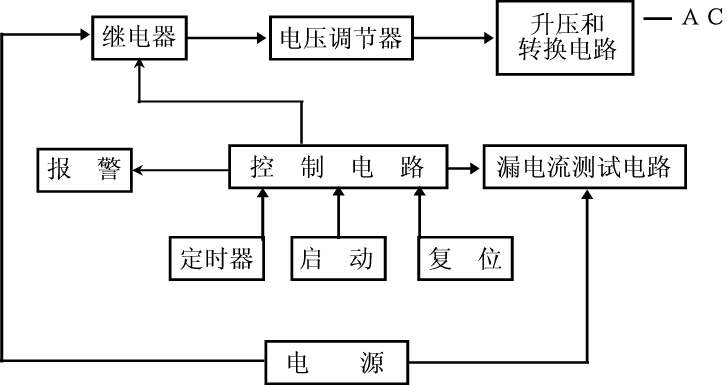 继电器
电压调节器
升压和
转换电路
AC
报 警
控 制 电 路
漏电流测试电路
定时器
启 动
复 位
电 源